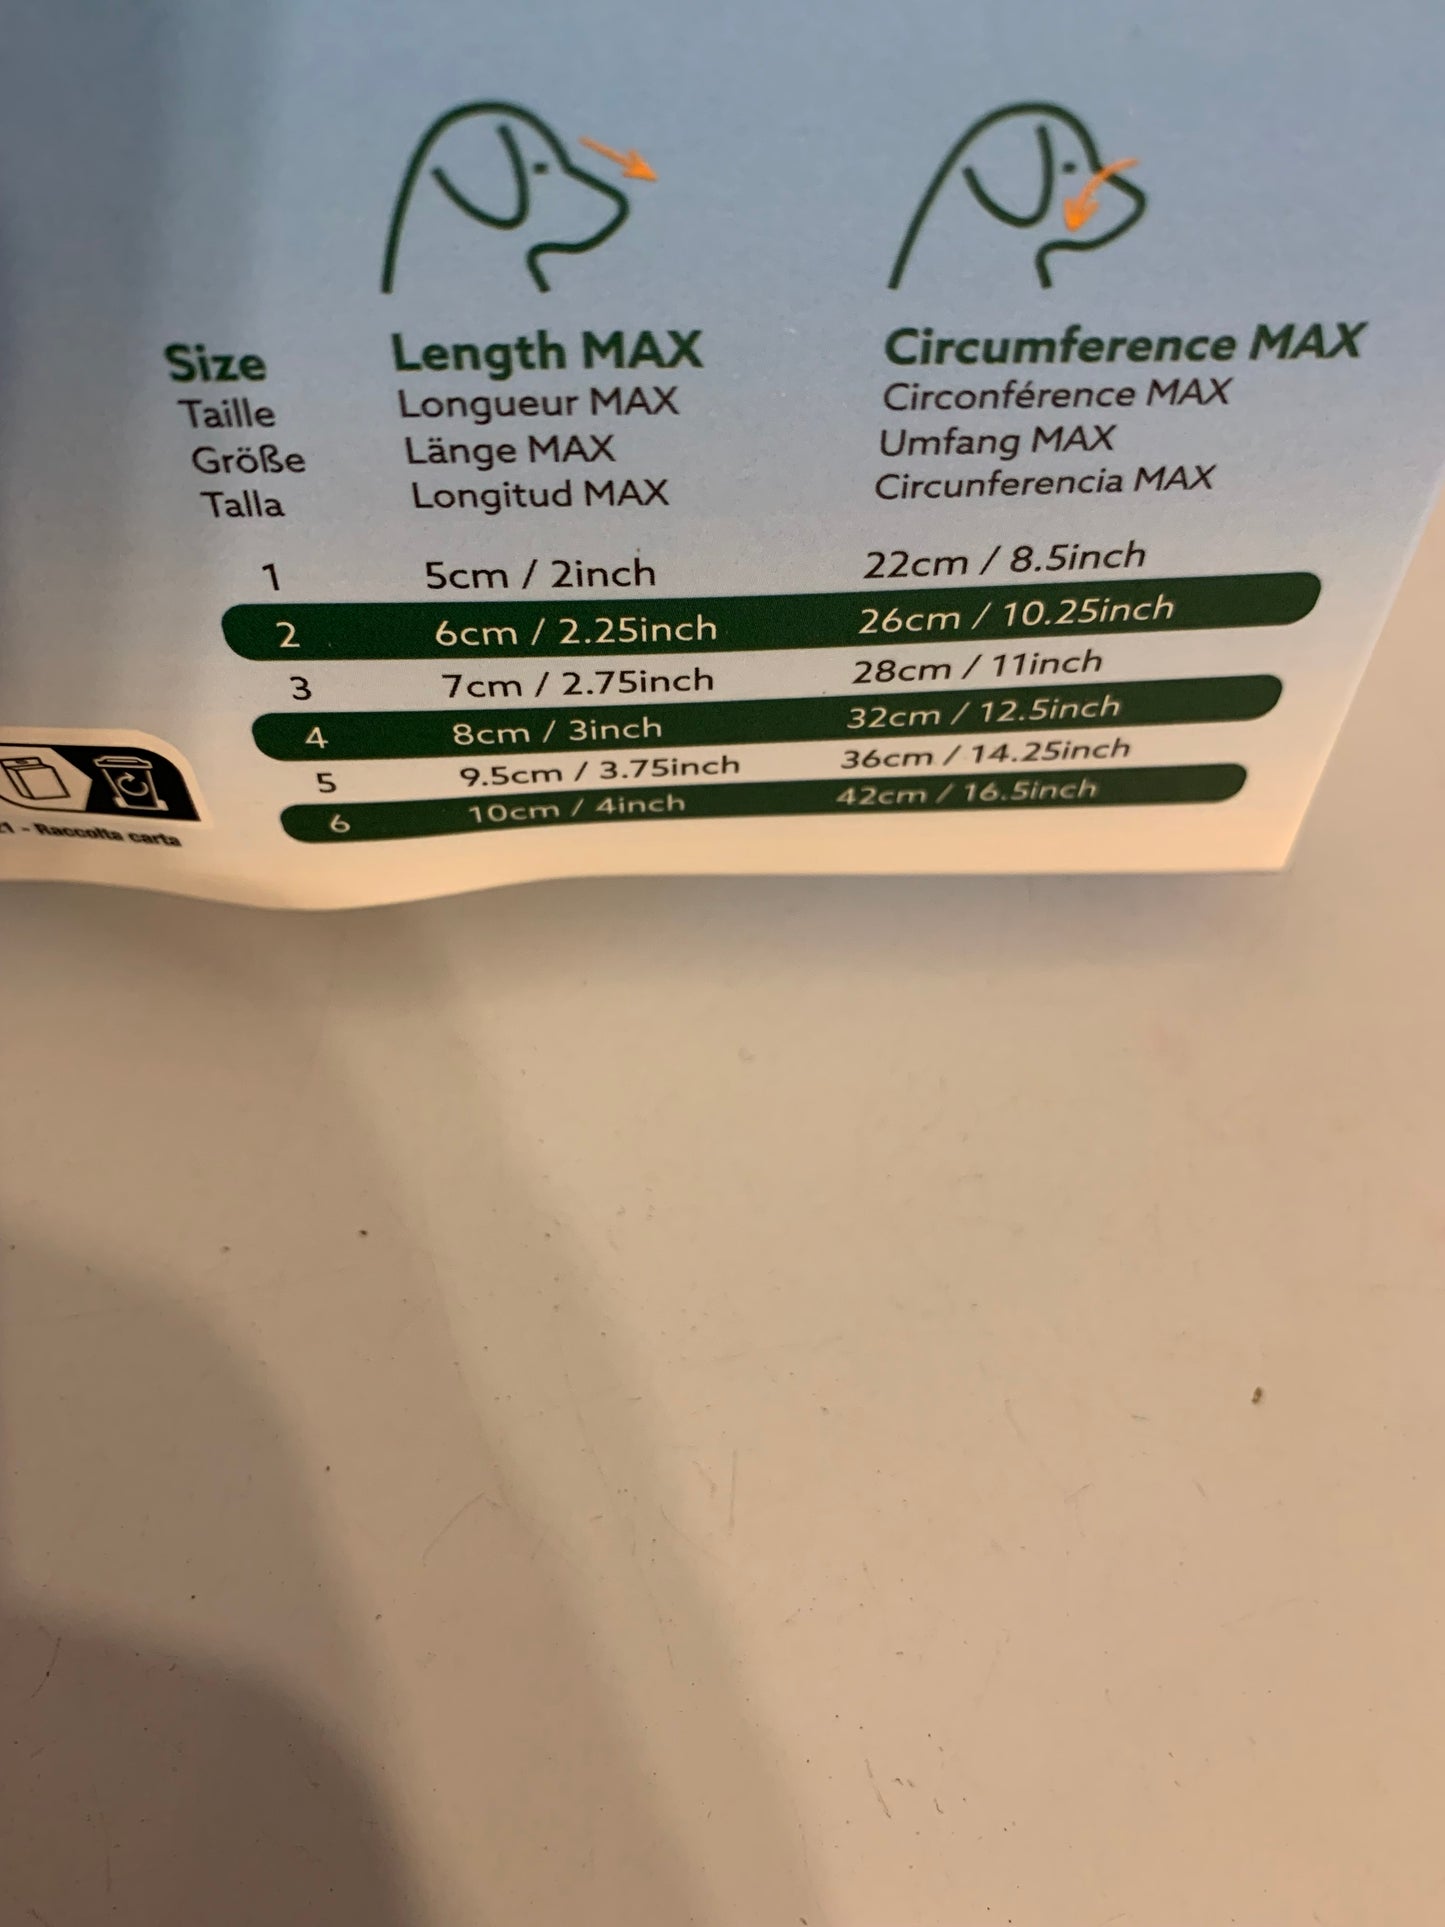 Size Length MAX Circumference MAX
Taille Longueur MAX Circonférence MAX
Größe Länge MAX Umfang MAX
Talla Longitud MAX Circunferencia MAX
1 5cm / 2inch 22cm / 8.5inch
2 6cm / 2.25inch 26cm / 10.25inch
3 7cm / 2.75inch 28cm / 11inch
4 8cm / 3inch 32cm / 12.5inch
5 9.5cm / 3.75inch 36cm / 14.25inch
6 10cm / 4inch 42cm / 16.5inch
- Raccolta carta